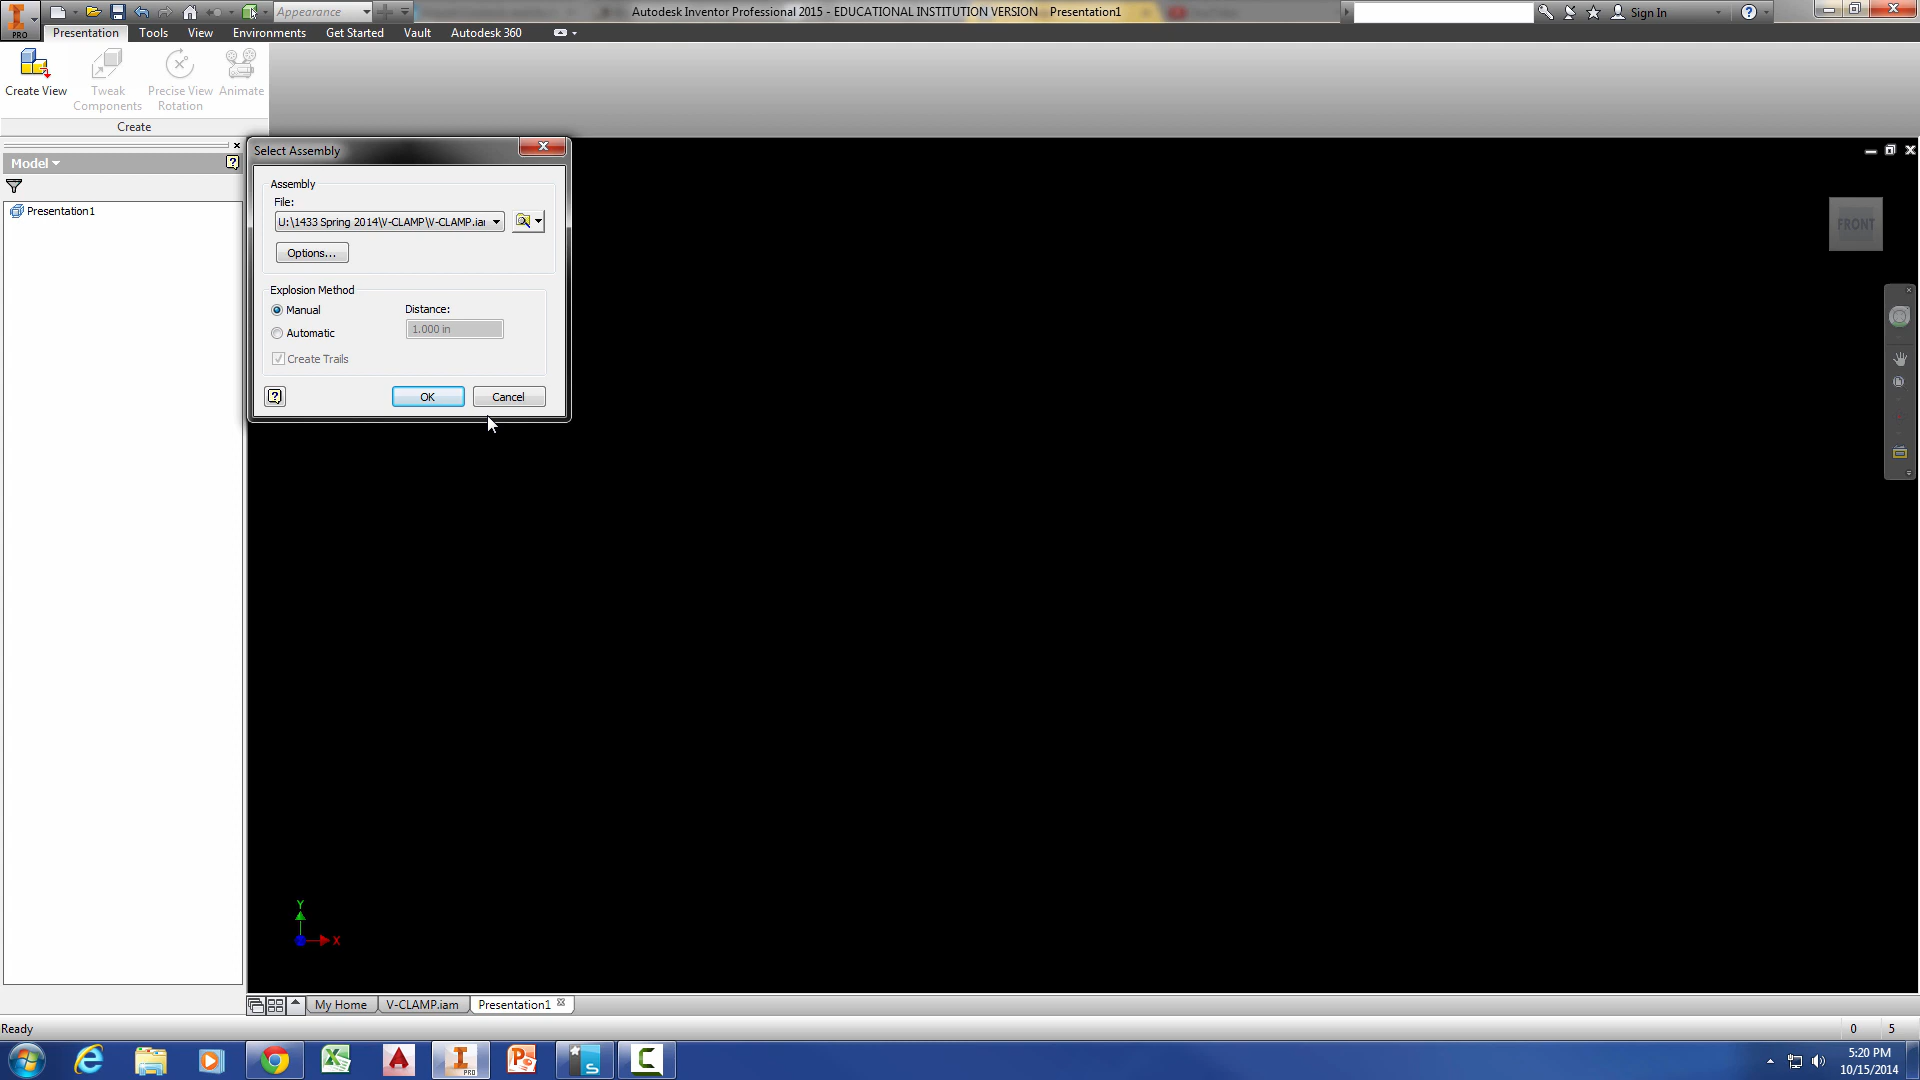 Assembly
Autodesk Inventor Professional 2015 - EDUCATIONAL INSTITUTION VERSION   Presentation1
Appearance
Sign In
PRO
Presentation
Tools
View
Environments
Get Started
Vault
Autodesk 360
Create View
Tweak Components
Precise View Rotation
Animate
Create
Model
Presentation1
Select Assembly
Assembly
File:
U:\1433 Spring 2014\V-CLAMP\V-CLAMP.iai
Options...
Explosion Method
Manual
Distance:
1.000 in
Automatic
Create Trails
OK
Cancel
FRONT
Y
X
My Home
V-CLAMP.iam
Presentation1
Ready
0
5
PRO
5:20 PM
10/15/2014